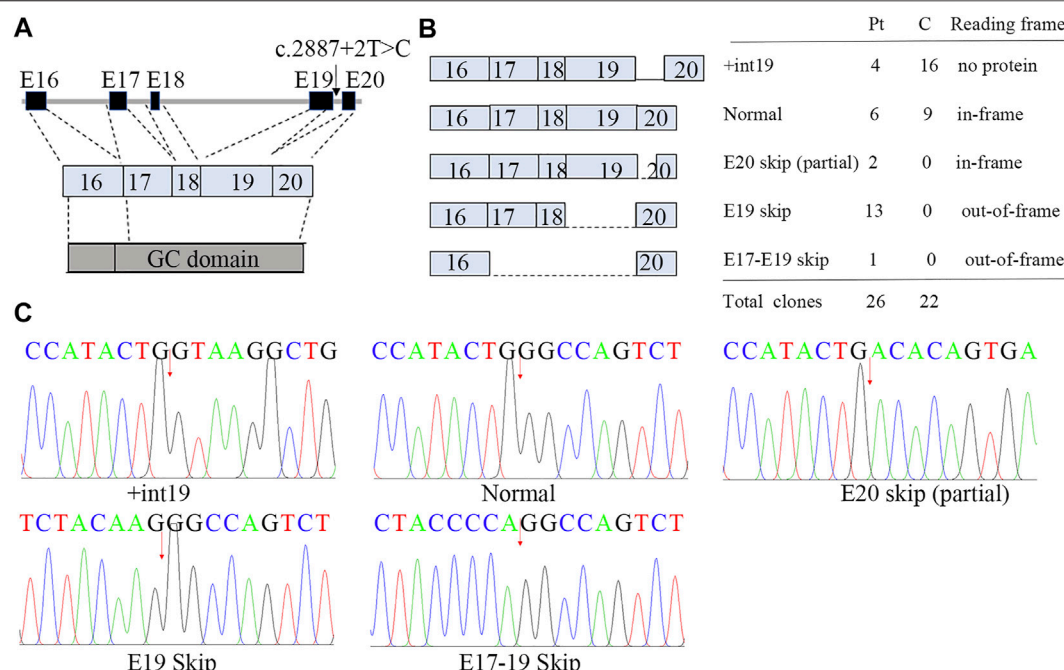 A
c.2887+2T>C
E16 E17 E18 E19 E20
16 17 18 19 20
GC domain
B
16 17 18 19 20
16 17 18 19 20
16 17 18 19 20
16 17 18 20
16 20
Pt C Reading frame
+int19 4 16 no protein
Normal 6 9 in-frame
E20 skip (partial) 2 0 in-frame
E19 skip 13 0 out-of-frame
E17-E19 skip 1 0 out-of-frame
Total clones 26 22
C
CCATACTGGTAAGGCTG
+int19
CCATACTGGGCCAGTCT
Normal
CCATACTGACACAGTGA
E20 skip (partial)
TCTACAAGGGCCAGTCT
E19 Skip
CTACCCCAGGCCAGTCT
E17-19 Skip